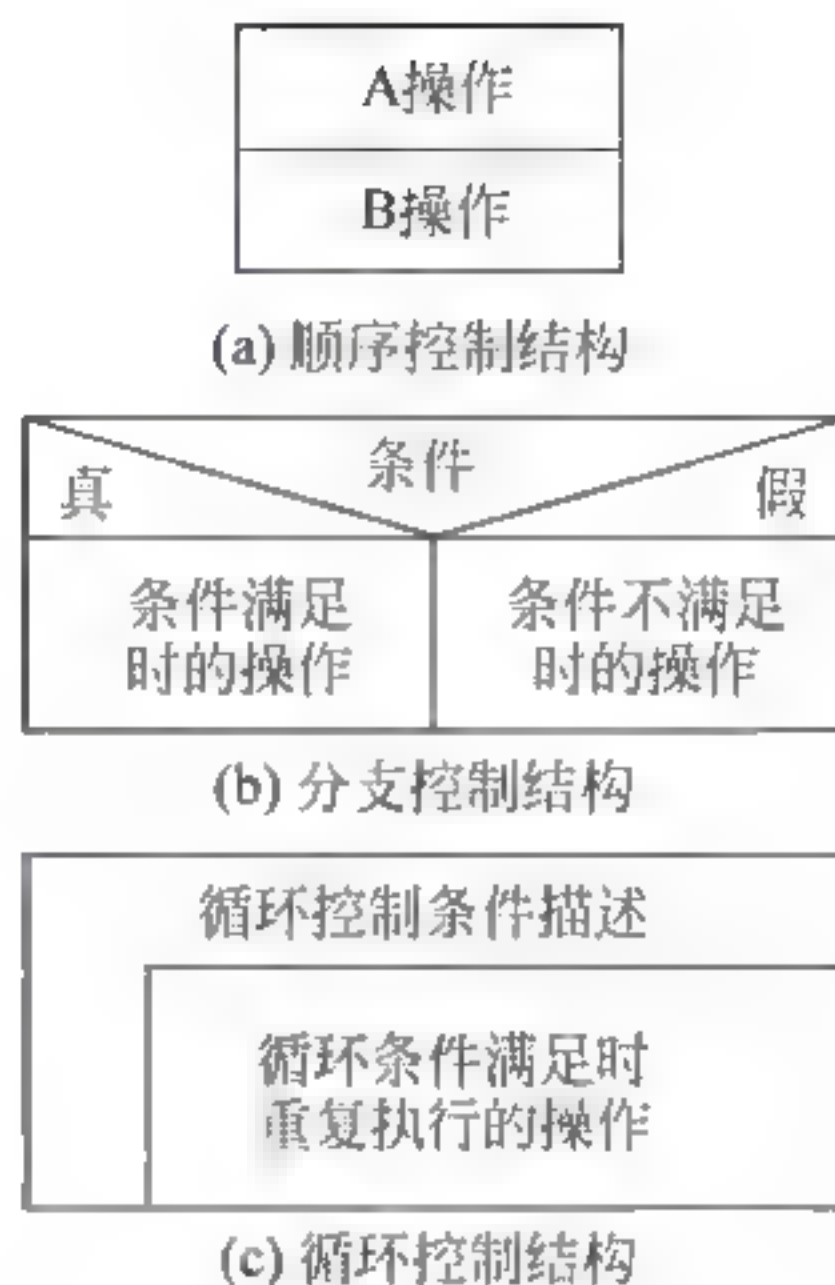 A操作
B操作
(a) 顺序控制结构
条件
真
假
条件满足
时的操作
条件不满足
时的操作
(b) 分支控制结构
循环控制条件描述
循环条件满足时
重复执行的操作
(c) 循环控制结构